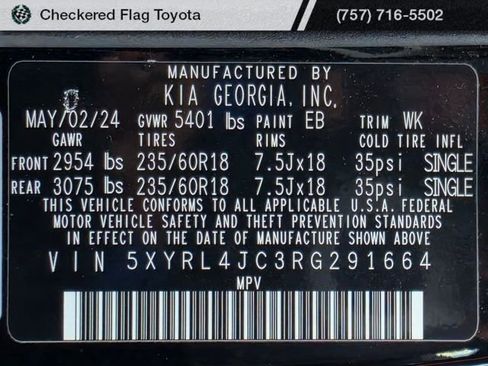 Checkered Flag Toyota (757) 716-5502
MANUFACTURED BY
KIA GEORGIA, INC.
MAY/02/24 GVWR 5401 lbs PAINT EB TRIM WK
GAWR TIRES RIMS COLD TIRE INFL
FRONT 2954 lbs 235/60R18 7.5Jx18 35psi SINGLE
REAR 3075 lbs 235/60R18 7.5Jx18 35psi SINGLE
THIS VEHICLE CONFORMS TO ALL APPLICABLE U.S.A. FEDERAL
MOTOR VEHICLE SAFETY AND THEFT PREVENTION STANDARDS
IN EFFECT ON THE DATE OF MANUFACTURE SHOWN ABOVE
VIN 5XYRL4JC3RG291664
MPV